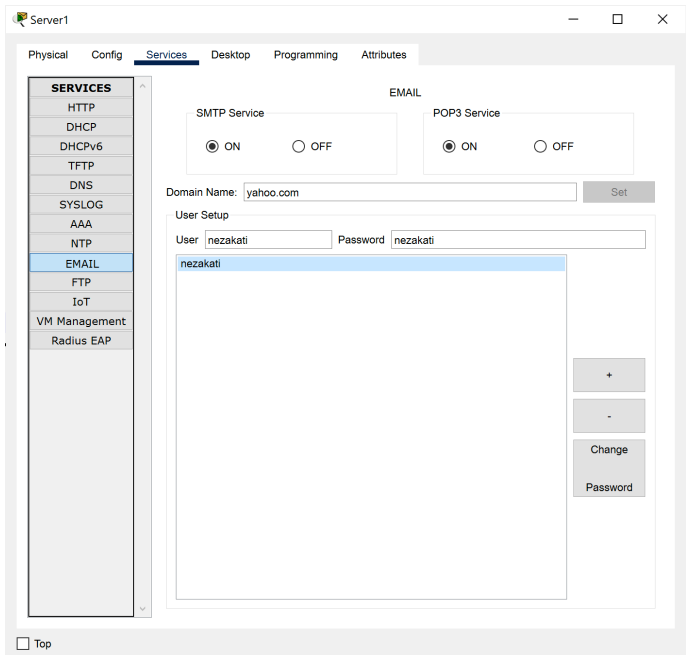 Server1
Physical Config Services Desktop Programming Attributes
SERVICES
HTTP
DHCP
DHCPv6
TFTP
DNS
SYSLOG
AAA
NTP
EMAIL
FTP
IoT
VM Management
Radius EAP
EMAIL
SMTP Service
ON OFF
POP3 Service
ON OFF
Domain Name: yahoo.com Set
User Setup
User nezakati Password nezakati
nezakati
+
-
Change
Password
Top